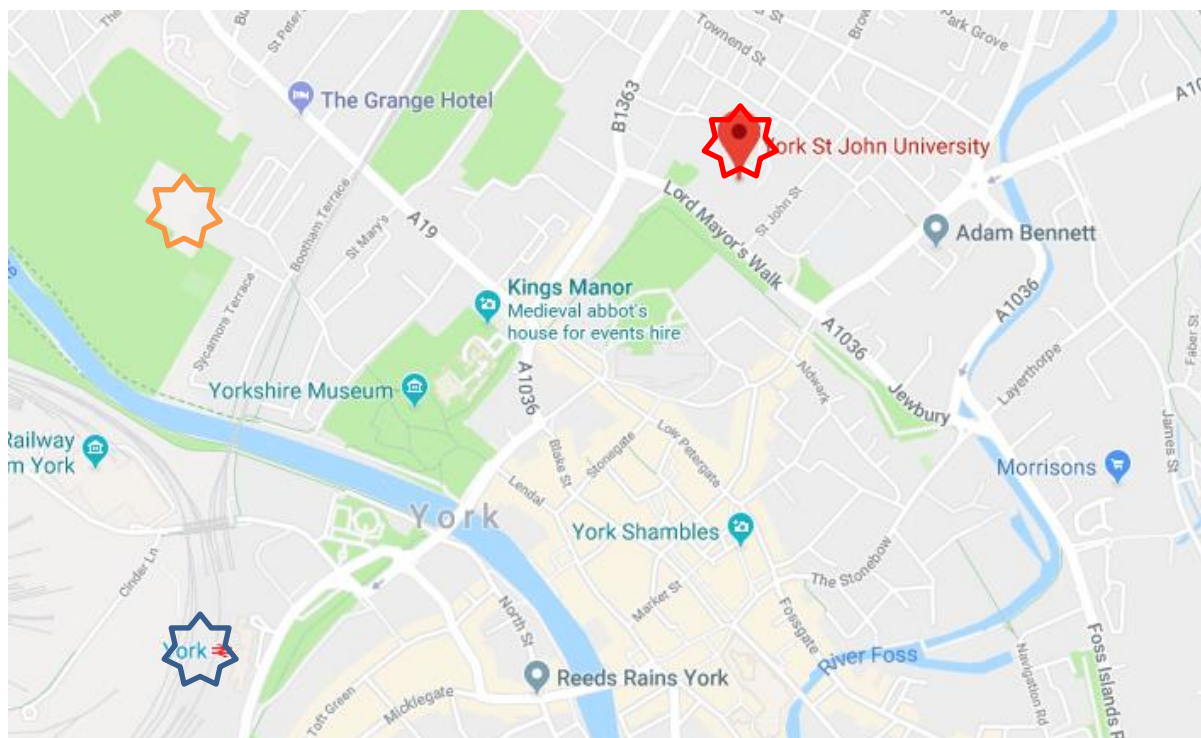 St Peter
Townend St
Park Grove
The Grange Hotel
B1363
York St John University
Lord Mayor's Walk
St John St
Adam Bennett
Bootham Terrace
St Mary's
A19
Kings Manor
Medieval abbot's
house for events hire
A1036
Sycamore Terrace
A1036
Faber St
Yorkshire Museum
A1036
Aldwark
Layerthorpe
Jewbury
Railway
m York
Blake St
Stonegate
Low Petergate
James St
Lendal
Morrisons
York
York Shambles
Cinder Ln
The Stonebow
Market St
North St
Fossgate
York
River Foss
Foss Islands R
Navigation Rd
Reeds Rains York
Toft Green
Micklegate